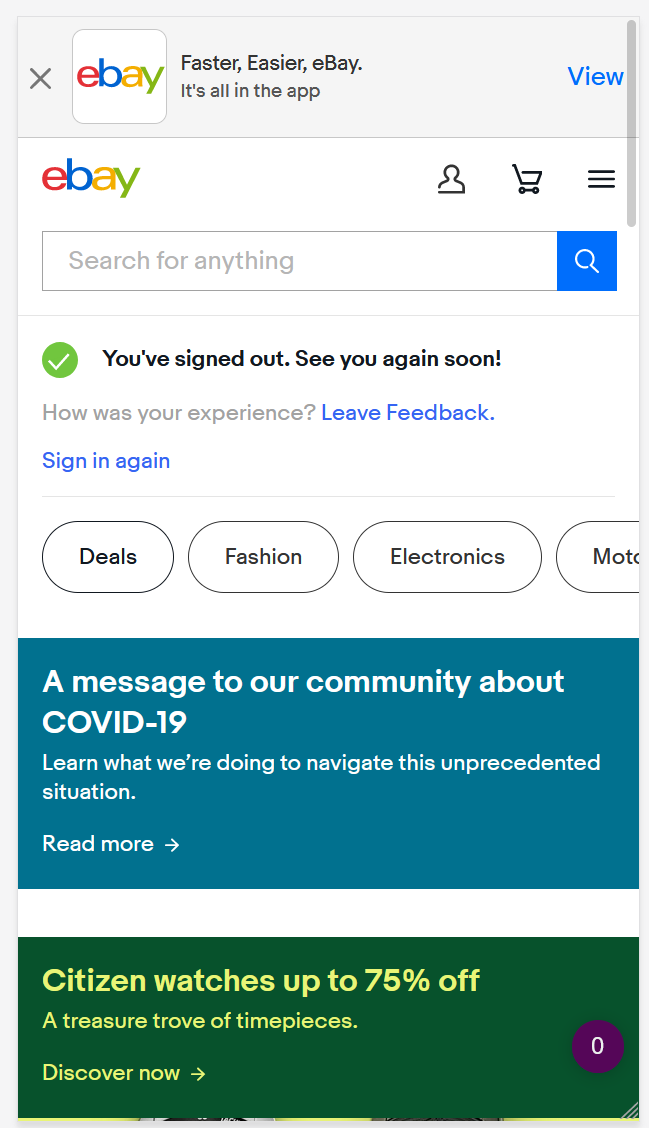 ebay
Faster, Easier, eBay.
It's all in the app
View
ebay
Search for anything
You've signed out. See you again soon!
How was your experience? Leave Feedback.
Sign in again
Deals
Fashion
Electronics
Moto
A message to our community about
COVID-19
Learn what we’re doing to navigate this unprecedented
situation.
Read more →
Citizen watches up to 75% off
A treasure trove of timepieces.
Discover now →
0